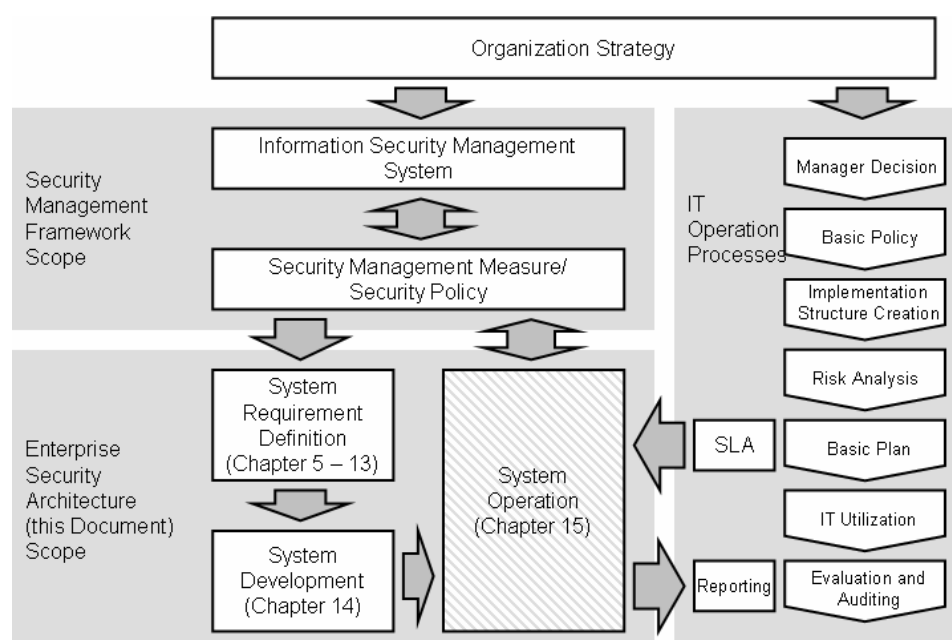 Organization Strategy
Security
Management
Framework
Scope
Information Security Management
System
Security Management Measure/
Security Policy
Enterprise
Security
Architecture
(this Document)
Scope
System
Requirement
Definition
(Chapter 5 – 13)
System
Development
(Chapter 14)
System
Operation
(Chapter 15)
IT
Operation
Processes
SLA
Reporting
Manager Decision
Basic Policy
Implementation
Structure Creation
Risk Analysis
Basic Plan
IT Utilization
Evaluation and
Auditing